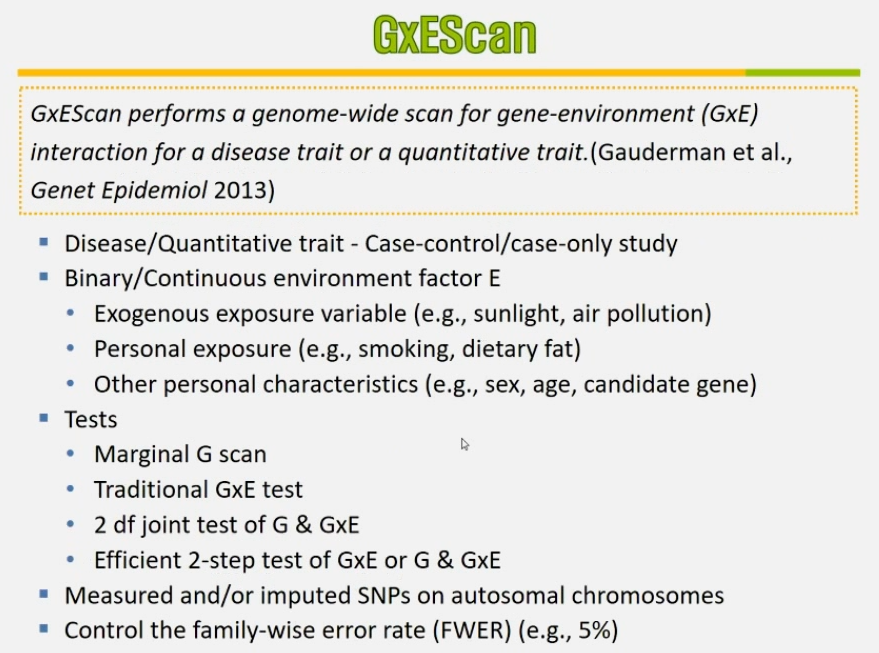 GxEScan
GxEScan performs a genome-wide scan for gene-environment (GxE)
interaction for a disease trait or a quantitative trait.(Gauderman et al.,
Genet Epidemiol 2013)
▪ Disease/Quantitative trait - Case-control/case-only study
▪ Binary/Continuous environment factor E
• Exogenous exposure variable (e.g., sunlight, air pollution)
• Personal exposure (e.g., smoking, dietary fat)
• Other personal characteristics (e.g., sex, age, candidate gene)
▪ Tests
• Marginal G scan
• Traditional GxE test
• 2 df joint test of G & GxE
• Efficient 2-step test of GxE or G & GxE
▪ Measured and/or imputed SNPs on autosomal chromosomes
▪ Control the family-wise error rate (FWER) (e.g., 5%)